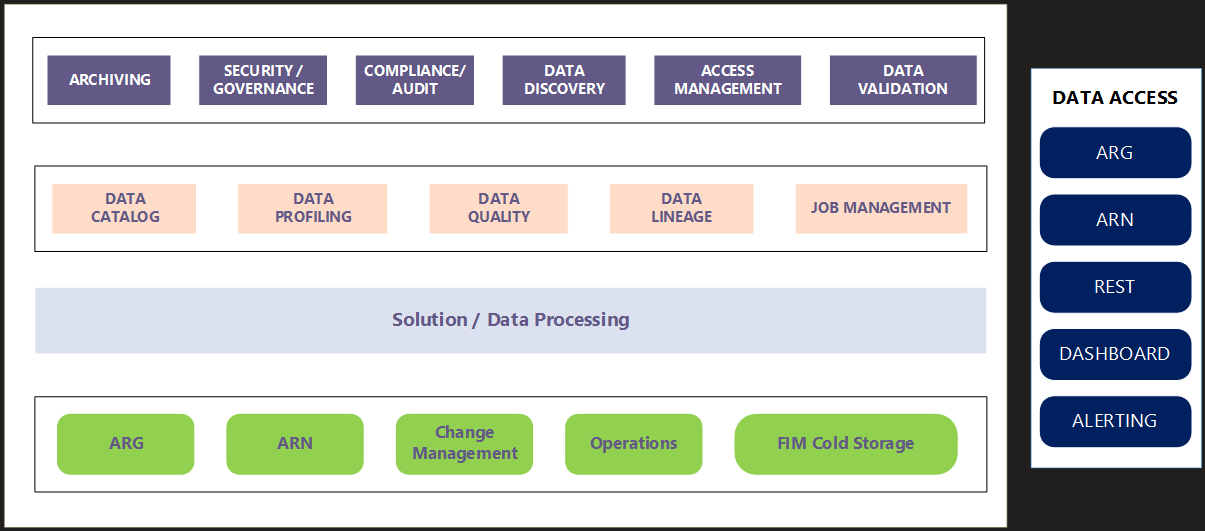 ARCHIVING
SECURITY /
GOVERNANCE
COMPLIANCE/
AUDIT
DATA
DISCOVERY
ACCESS
MANAGEMENT
DATA
VALIDATION
DATA
CATALOG
DATA
PROFILING
DATA
QUALITY
DATA
LINEAGE
JOB MANAGEMENT
Solution / Data Processing
ARG
ARN
Change
Management
Operations
FIM Cold Storage
DATA ACCESS
ARG
ARN
REST
DASHBOARD
ALERTING